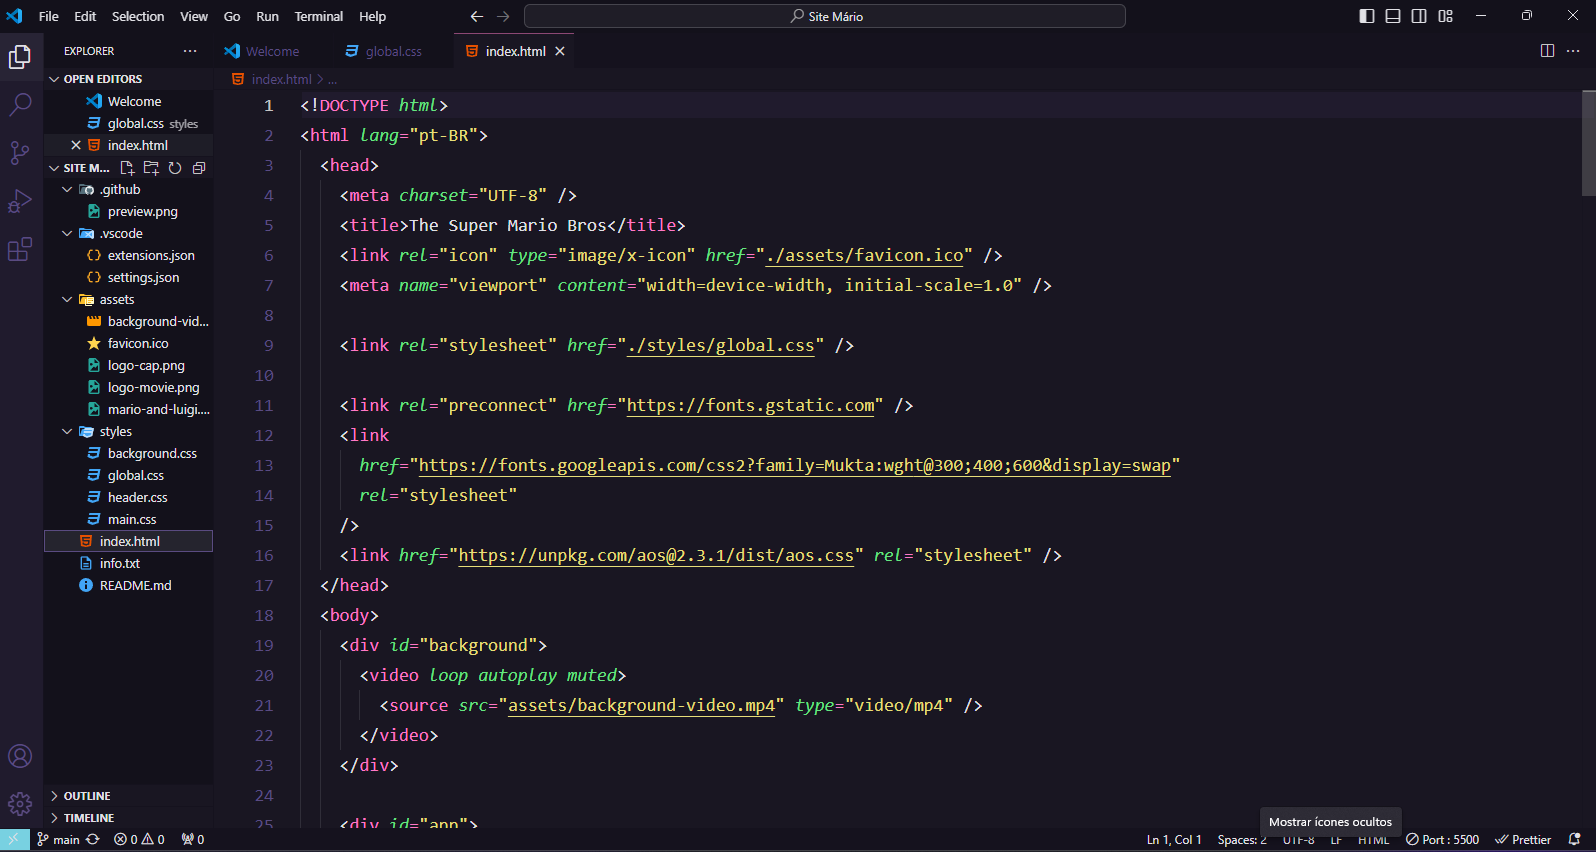 File Edit Selection View Go Run Terminal Help
Site Mário
EXPLORER
OPEN EDITORS
Welcome
global.css styles
index.html
SITE M...
.github
preview.png
.vscode
extensions.json
settings.json
assets
background-vid...
favicon.ico
logo-cap.png
logo-movie.png
mario-and-luigi....
styles
background.css
global.css
header.css
main.css
index.html
info.txt
README.md
OUTLINE
TIMELINE
Welcome global.css index.html
index.html > ...
1 <!DOCTYPE html>
2 <html lang="pt-BR">
3 <head>
4 <meta charset="UTF-8" />
5 <title>The Super Mario Bros</title>
6 <link rel="icon" type="image/x-icon" href="./assets/favicon.ico" />
7 <meta name="viewport" content="width=device-width, initial-scale=1.0" />
8
9 <link rel="stylesheet" href="./styles/global.css" />
10
11 <link rel="preconnect" href="https://fonts.gstatic.com" />
12 <link
13 href="https://fonts.googleapis.com/css2?family=Mukta:wght@300;400;600&display=swap"
14 rel="stylesheet"
15 />
16 <link href="https://unpkg.com/aos@2.3.1/dist/aos.css" rel="stylesheet" />
17 </head>
18 <body>
19 <div id="background">
20 <video loop autoplay muted>
21 <source src="assets/background-video.mp4" type="video/mp4" />
22 </video>
23 </div>
24
25 <div id="app">
Mostrar ícones ocultos
main 0 0 0 Ln 1, Col 1 Spaces: 2 UTF-8 LF HTML Port : 5500 Prettier